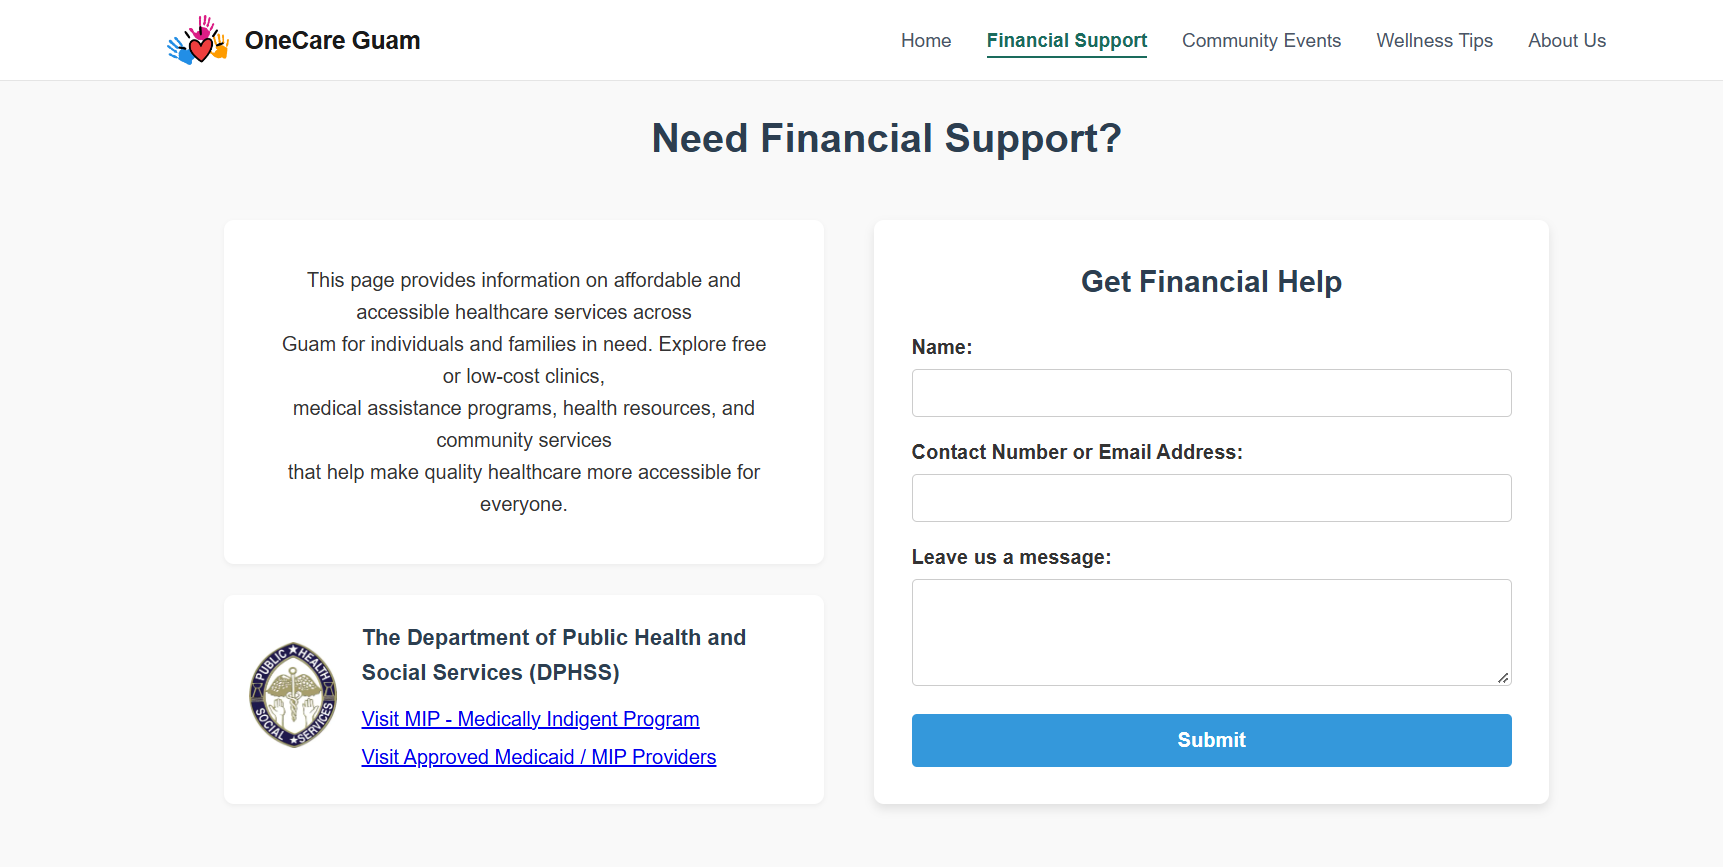 OneCare Guam
Home
Financial Support
Community Events
Wellness Tips
About Us
Need Financial Support?
This page provides information on affordable and
accessible healthcare services across
Guam for individuals and families in need. Explore free
or low-cost clinics,
medical assistance programs, health resources, and
community services
that help make quality healthcare more accessible for
everyone.
PUBLIC HEALTH
SOCIAL SERVICES
The Department of Public Health and
Social Services (DPHSS)
Visit MIP - Medically Indigent Program
Visit Approved Medicaid / MIP Providers
Get Financial Help
Name:
Contact Number or Email Address:
Leave us a message:
Submit